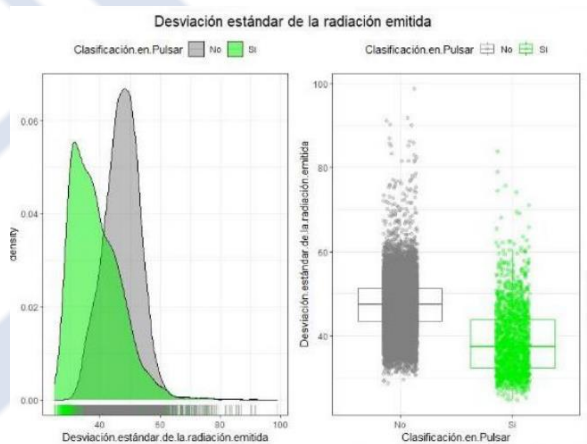 Desviación estándar de la radiación emitida
Clasificación.en.Pulsar No Si
Clasificación.en.Pulsar No Si
density
0.06
0.04
0.02
0.00
40
60
80
100
Desviación.estándar.de.la.radiación.emitida
Desviación.estándar.de.la.radiación.emitida
100
80
60
40
No
Si
Clasificación.en.Pulsar